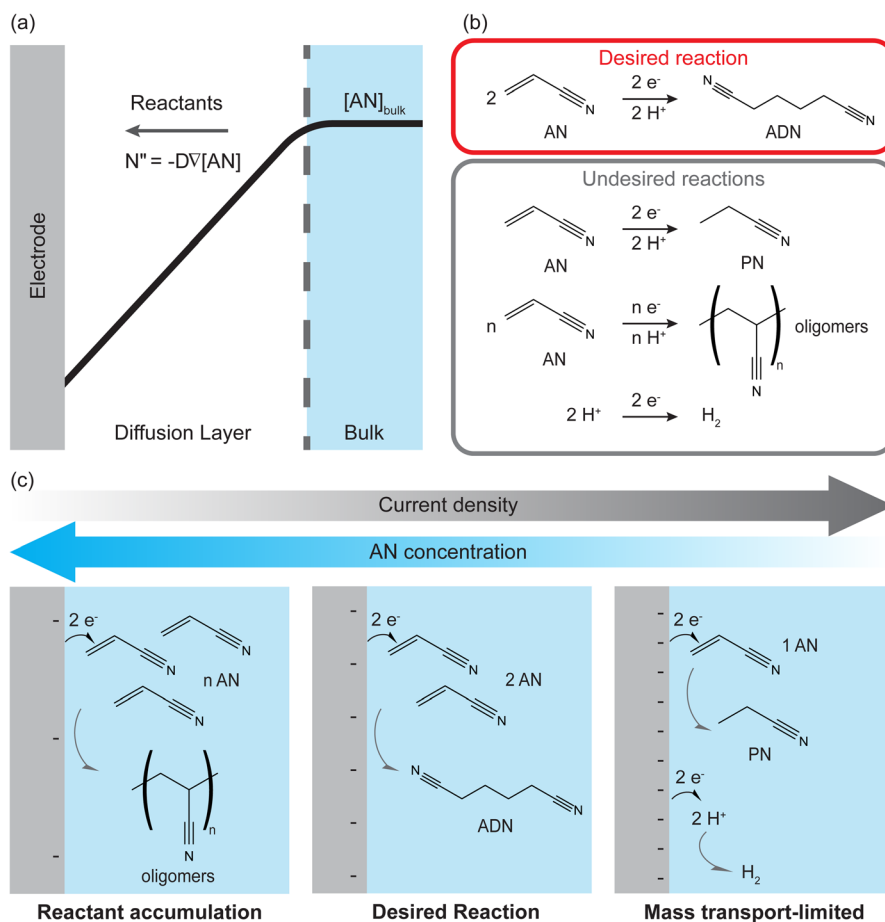 (a)
Electrode
Reactants
N" = -D∇[AN]
[AN]bulk
Diffusion Layer
Bulk
(b)
Desired reaction
2
N
AN
2 e-
2 H+
N
N
ADN
Undesired reactions
N
AN
2 e-
2 H+
N
PN
n
N
AN
n e-
n H+
N
n
oligomers
2 H+
2 e-
H2
(c)
Current density
AN concentration
-
-
-
2 e-
N
N
N
n AN
N
n
oligomers
Reactant accumulation
-
-
-
-
-
-
2 e-
N
N
2 AN
N
N
ADN
Desired Reaction
-
-
-
-
-
-
-
-
-
2 e-
N
1 AN
N
PN
2 e-
2 H+
H2
Mass transport-limited